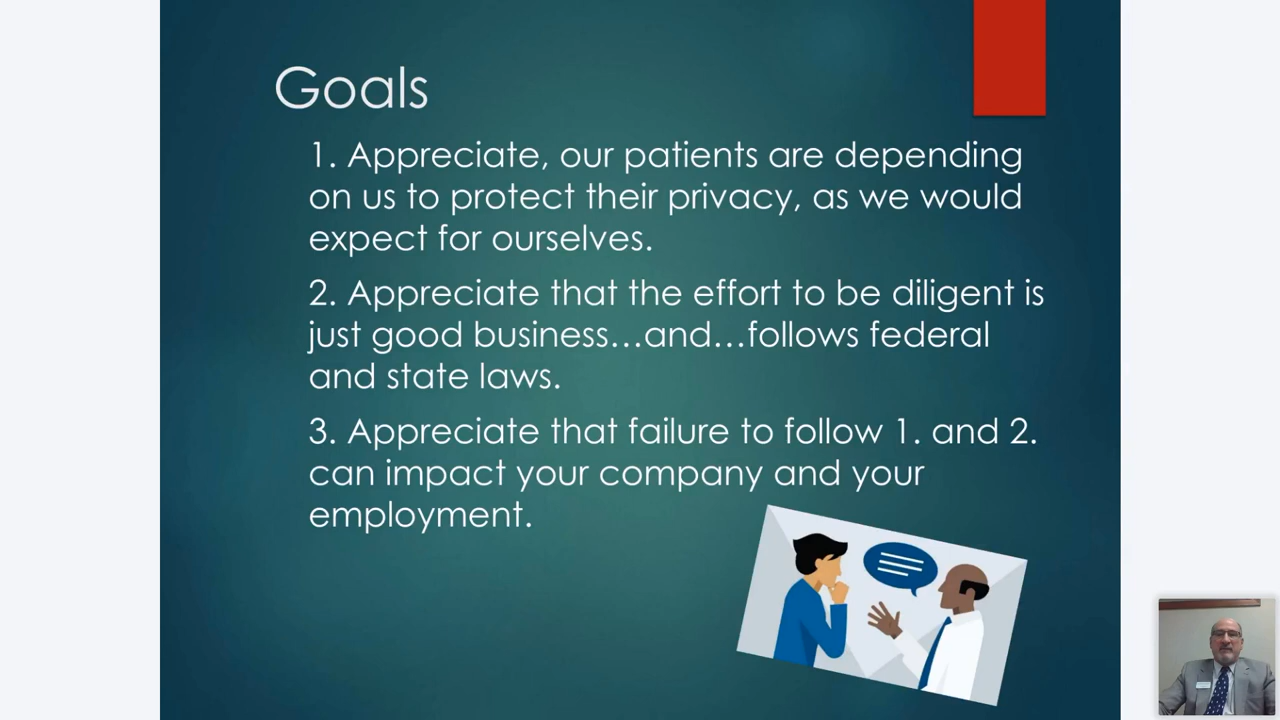 Goals
1. Appreciate, our patients are depending
on us to protect their privacy, as we would
expect for ourselves.
2. Appreciate that the effort to be diligent is
just good business…and…follows federal
and state laws.
3. Appreciate that failure to follow 1. and 2.
can impact your company and your
employment.